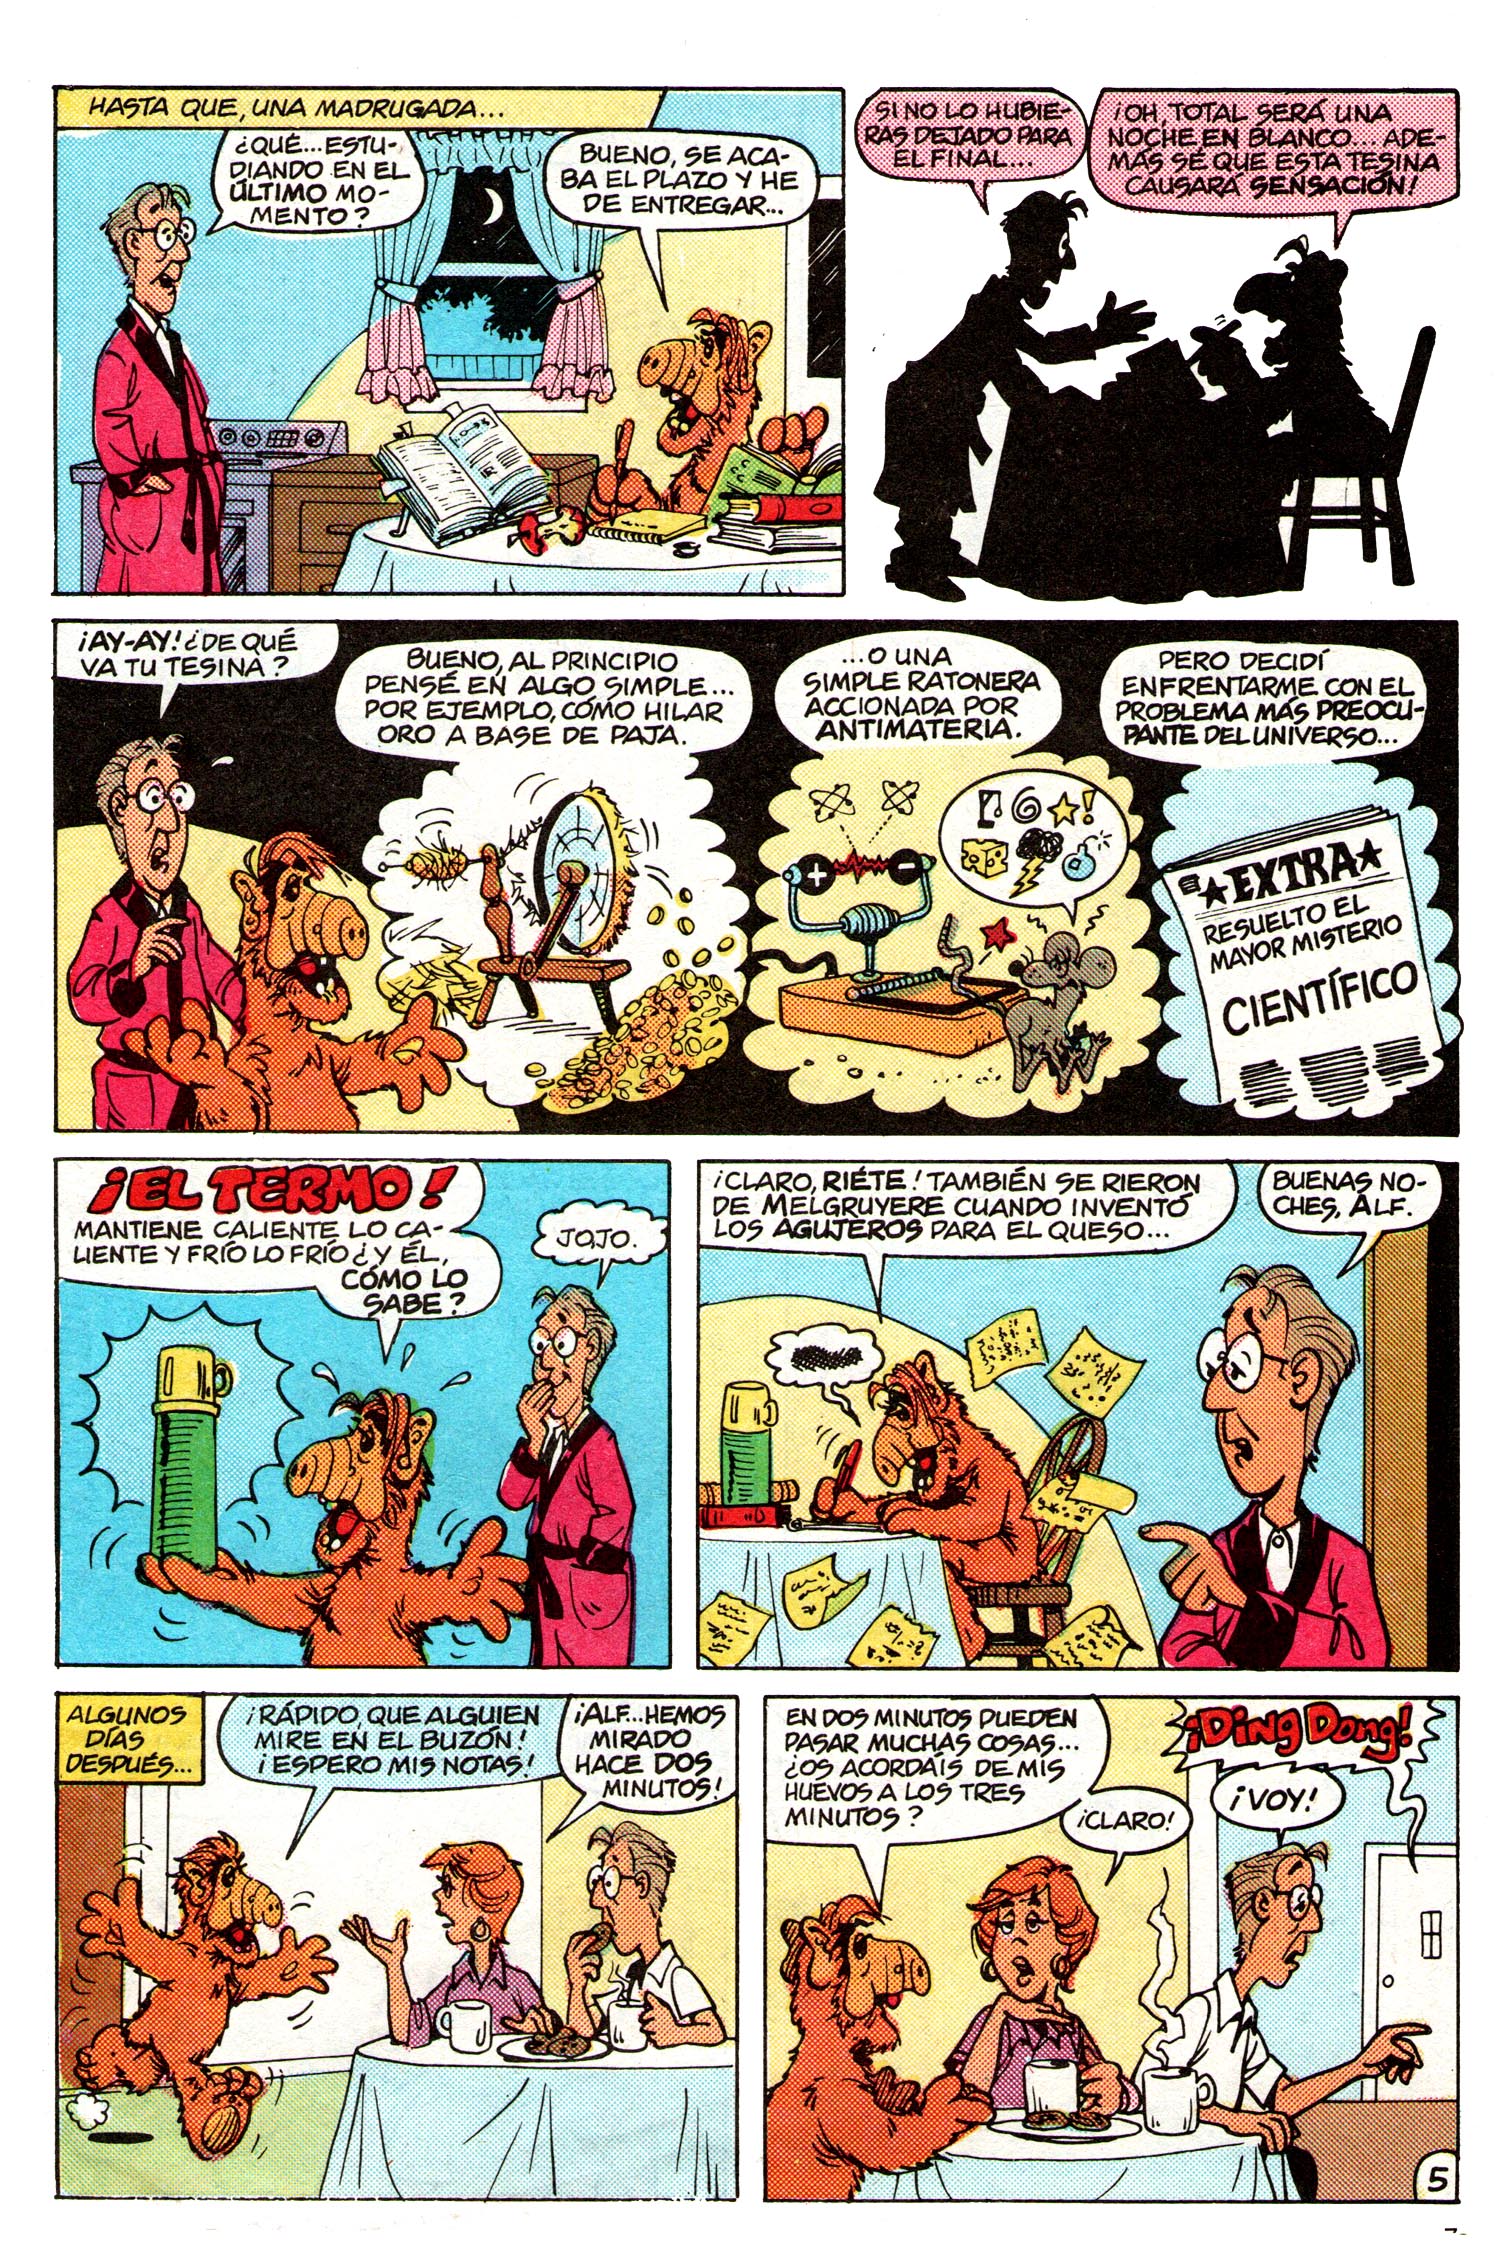 HASTA QUE, UNA MADRUGADA...
¿QUÉ...ESTU-
DIANDO EN EL
ÚLTIMO MO-
MENTO?
BUENO, SE ACA-
BA EL PLAZO Y HE
DE ENTREGAR...
SI NO LO HUBIE-
RAS DEJADO PARA
EL FINAL...
¡OH, TOTAL SERÁ UNA
NOCHE EN BLANCO... ADE-
MÁS SÉ QUE ESTA TESINA
CAUSARÁ SENSACIÓN!
¡AY-AY! ¿DE QUÉ
VA TU TESINA?
BUENO, AL PRINCIPIO
PENSÉ EN ALGO SIMPLE...
POR EJEMPLO, CÓMO HILAR
ORO A BASE DE PAJA.
...O UNA
SIMPLE RATONERA
ACCIONADA POR
ANTIMATERIA.
PERO DECIDÍ
ENFRENTARME CON EL
PROBLEMA MÁS PREOCU-
PANTE DEL UNIVERSO...
+ -
★EXTRA★
RESUELTO EL
MAYOR MISTERIO
CIENTÍFICO
¡EL TERMO!
MANTIENE CALIENTE LO CA-
LIENTE Y FRÍO LO FRÍO ¿Y ÉL,
CÓMO LO
SABE?
JOJO.
¡CLARO, RIÉTE! TAMBIÉN SE RIERON
DE MELGRUYERE CUANDO INVENTÓ
LOS AGUJEROS PARA EL QUESO...
BUENAS NO-
CHES, ALF.
ALGUNOS
DÍAS
DESPUÉS...
¡RÁPIDO, QUE ALGUIEN
MIRE EN EL BUZÓN!
¡ESPERO MIS NOTAS!
¡ALF...HEMOS
MIRADO
HACE DOS
MINUTOS!
EN DOS MINUTOS PUEDEN
PASAR MUCHAS COSAS...
¿OS ACORDÁIS DE MIS
HUEVOS A LOS TRES
MINUTOS?
¡CLARO!
¡DING DONG!
¡VOY!
5